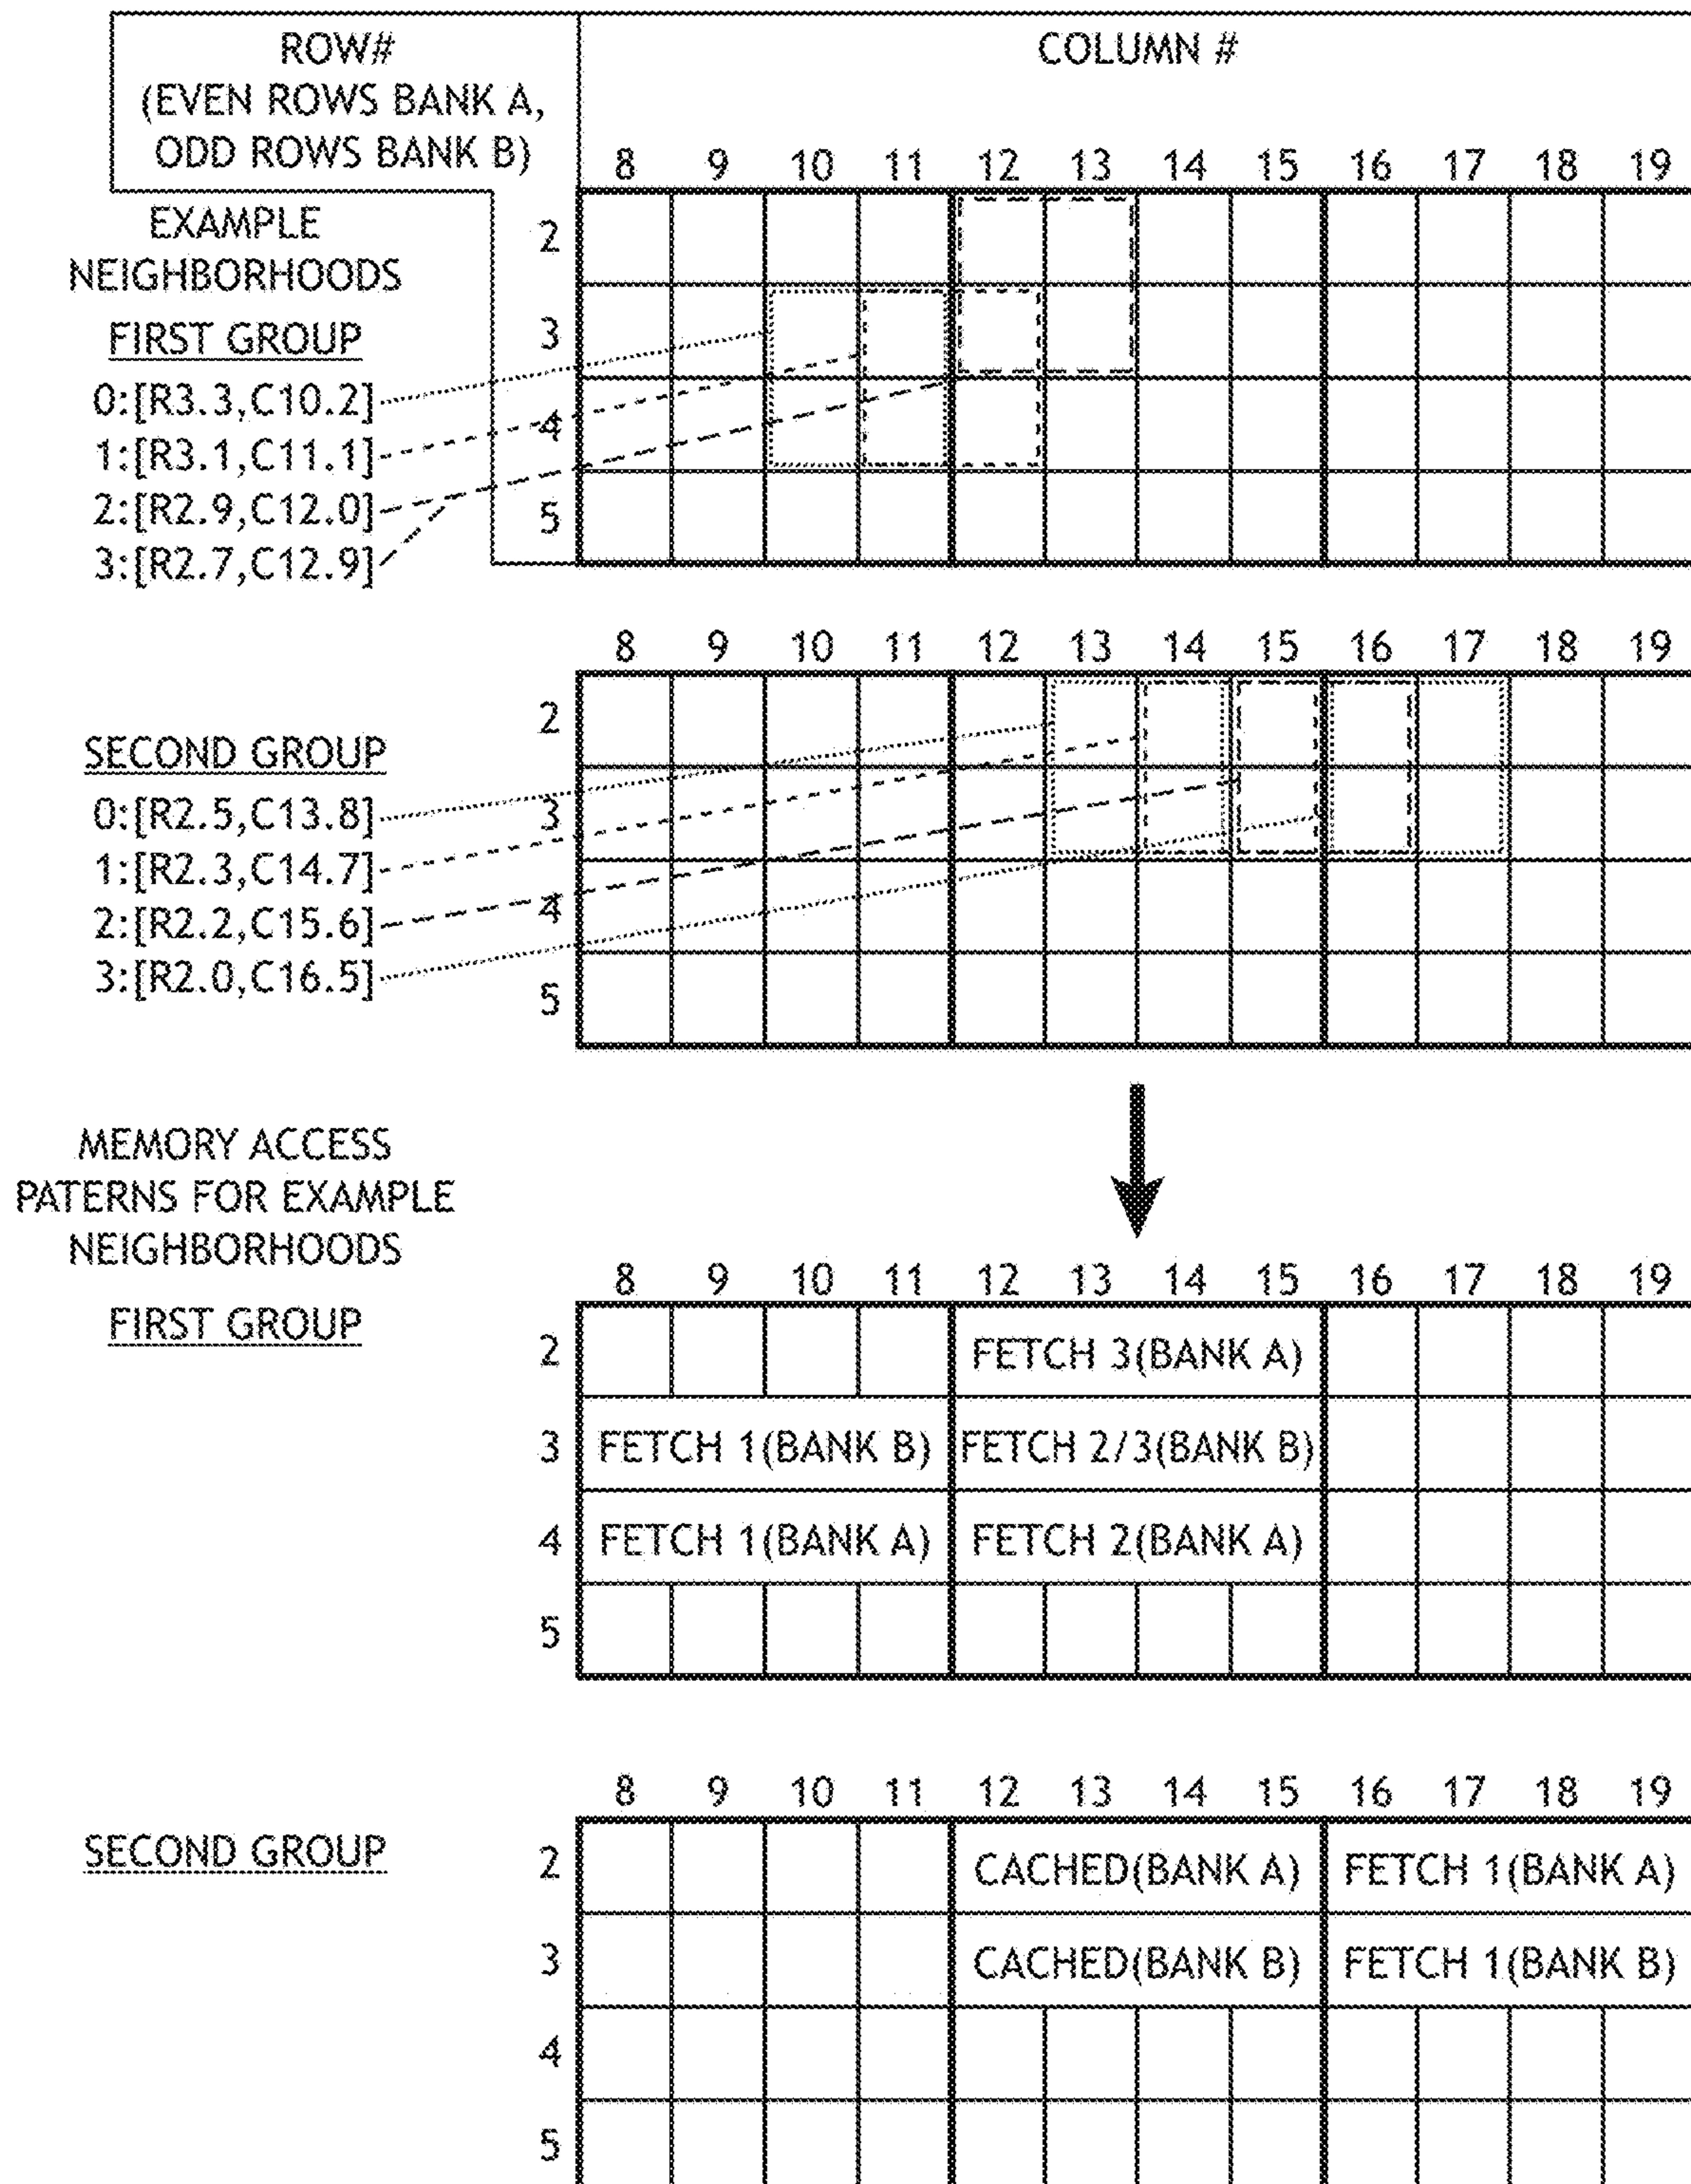 ROW#
(EVEN ROWS BANK A,
ODD ROWS BANK B)
COLUMN #
8 9 10 11 12 13 14 15 16 17 18 19
EXAMPLE
NEIGHBORHOODS
FIRST GROUP
0:[R3.3,C10.2]
1:[R3.1,C11.1]
2:[R2.9,C12.0]
3:[R2.7,C12.9]
2
3
4
5
8 9 10 11 12 13 14 15 16 17 18 19
SECOND GROUP
0:[R2.5,C13.8]
1:[R2.3,C14.7]
2:[R2.2,C15.6]
3:[R2.0,C16.5]
2
3
4
5
MEMORY ACCESS
PATERNS FOR EXAMPLE
NEIGHBORHOODS
FIRST GROUP
8 9 10 11 12 13 14 15 16 17 18 19
2 FETCH 3(BANK A)
3 FETCH 1(BANK B) FETCH 2/3(BANK B)
4 FETCH 1(BANK A) FETCH 2(BANK A)
5
SECOND GROUP
8 9 10 11 12 13 14 15 16 17 18 19
2 CACHED(BANK A) FETCH 1(BANK A)
3 CACHED(BANK B) FETCH 1(BANK B)
4
5